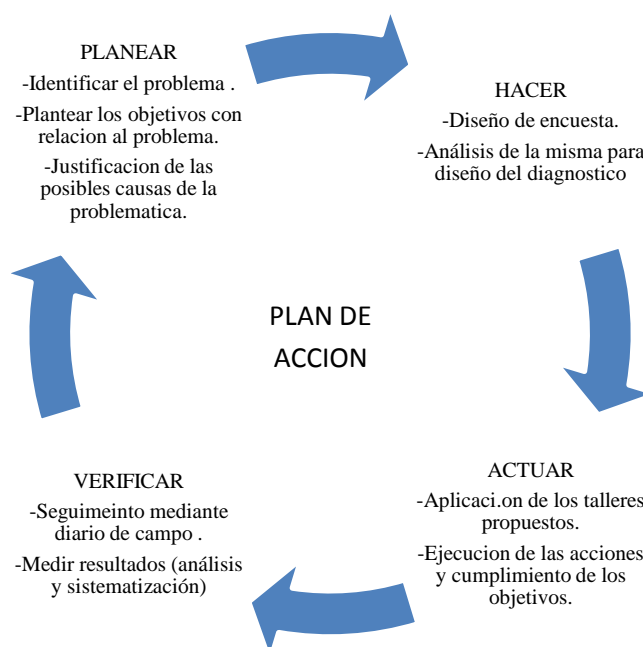 PLANEAR
-Identificar el problema .
-Plantear los objetivos con
relacion al problema.
-Justificacion de las
posibles causas de la
problematica.
HACER
-Diseño de encuesta.
-Análisis de la misma para
diseño del diagnostico
PLAN DE
ACCION
ACTUAR
-Aplicaci.on de los talleres
propuestos.
-Ejecucion de las acciones
y cumplimiento de los
objetivos.
VERIFICAR
-Seguimeinto mediante
diario de campo .
-Medir resultados (análisis
y sistematización)